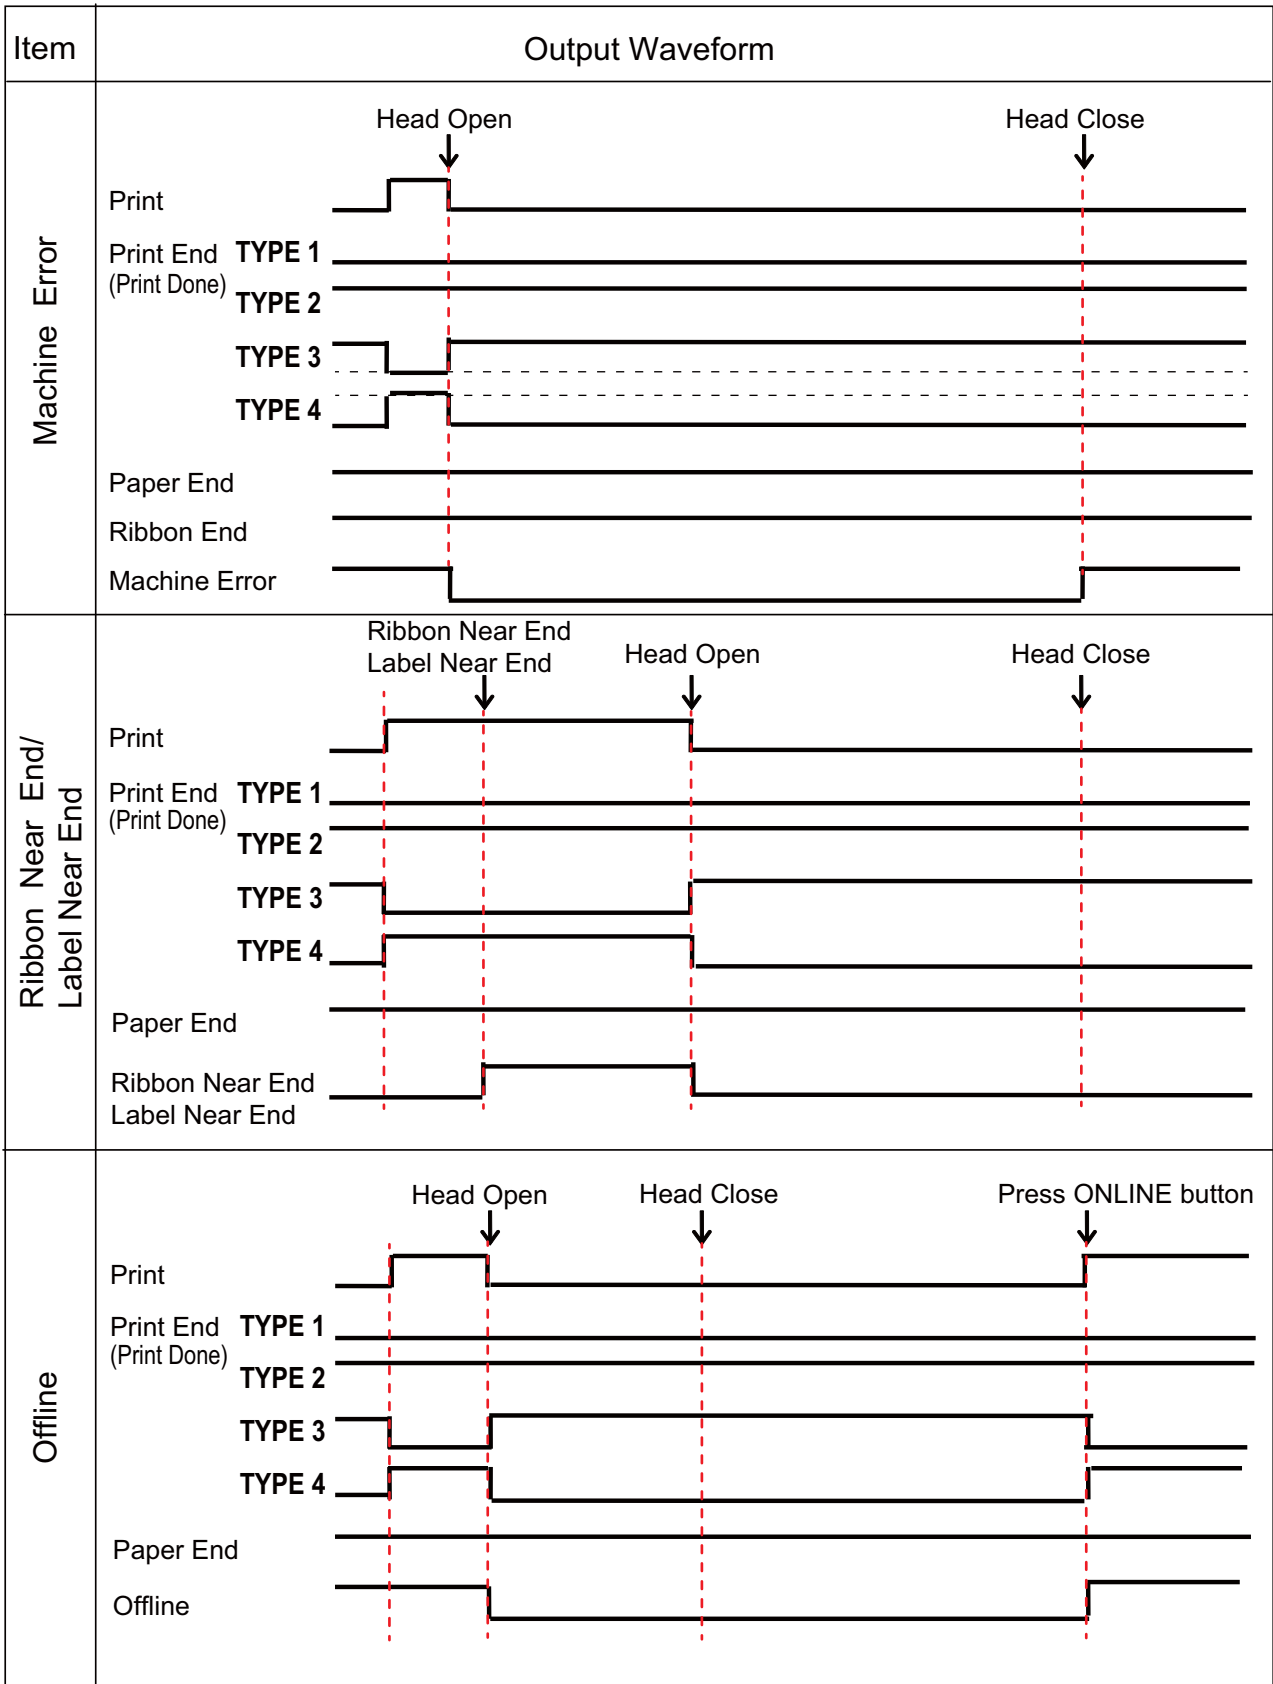 Item
Output Waveform
Machine Error
Head Open
Head Close
Print
Print End TYPE 1
(Print Done)
TYPE 2
TYPE 3
TYPE 4
Paper End
Ribbon End
Machine Error
Ribbon Near End/
Label Near End
Ribbon Near End
Label Near End
Head Open
Head Close
Print
Print End TYPE 1
(Print Done)
TYPE 2
TYPE 3
TYPE 4
Paper End
Ribbon Near End
Label Near End
Offline
Head Open
Head Close
Press ONLINE button
Print
Print End TYPE 1
(Print Done)
TYPE 2
TYPE 3
TYPE 4
Paper End
Offline